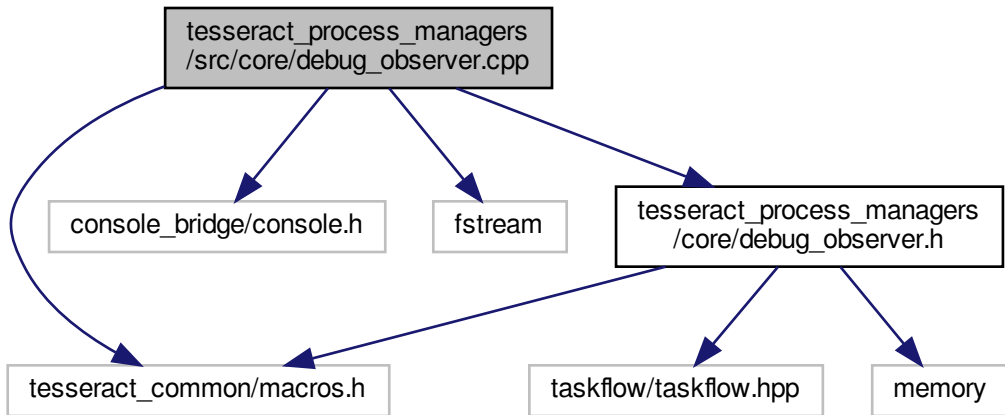 tesseract_process_managers
/src/core/debug_observer.cpp
console_bridge/console.h
fstream
tesseract_process_managers
/core/debug_observer.h
tesseract_common/macros.h
taskflow/taskflow.hpp
memory